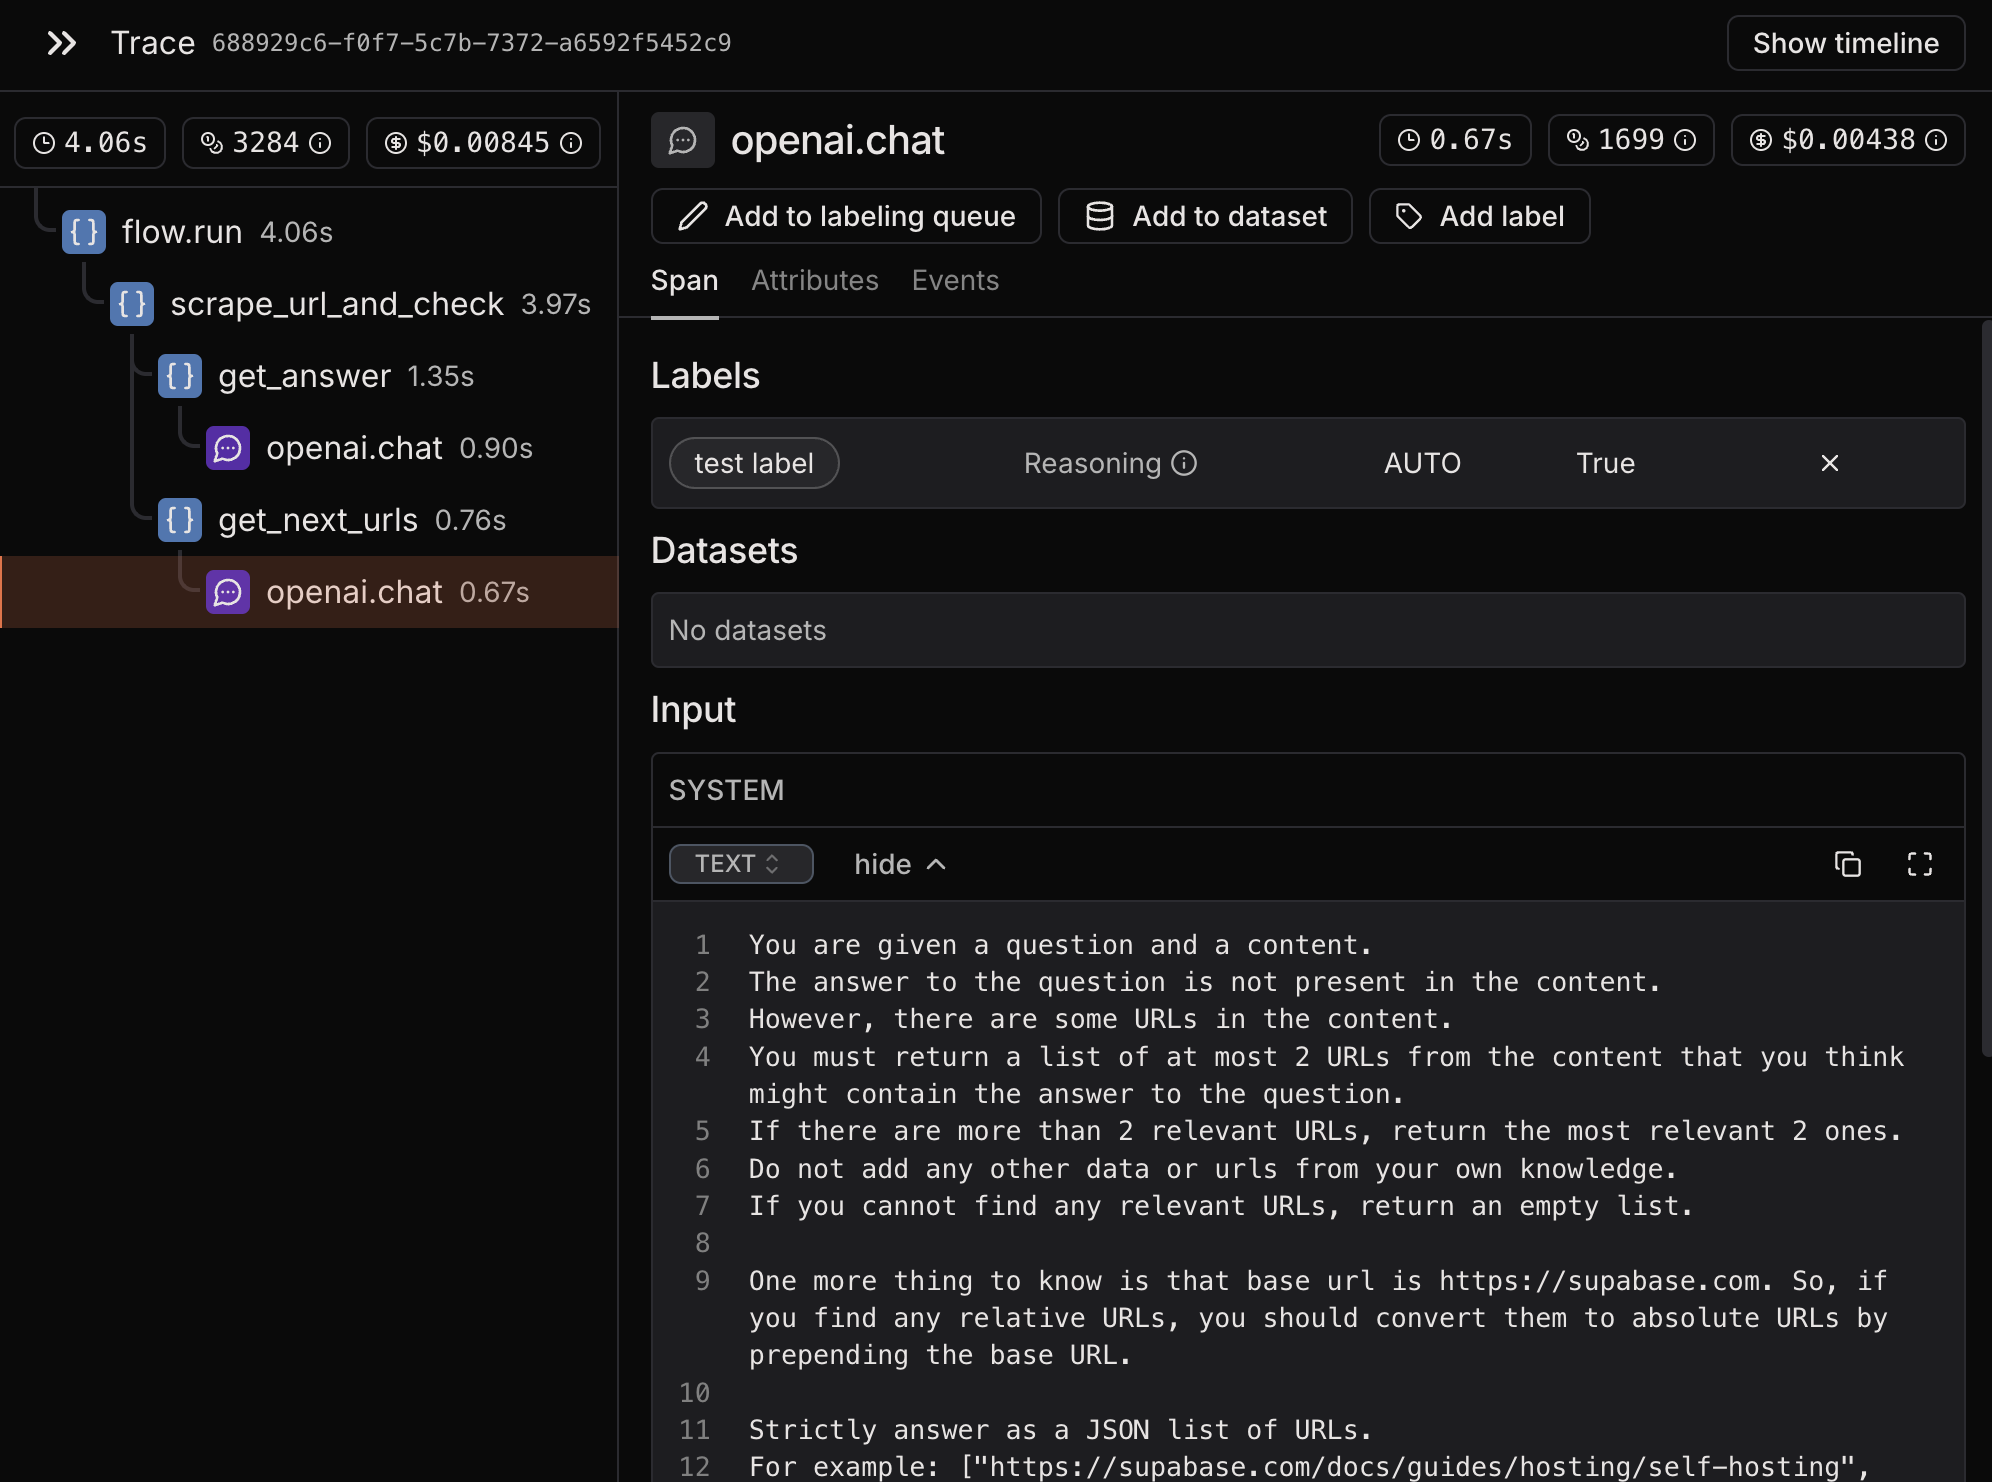 Trace 688929c6-f0f7-5c7b-7372-a6592f5452c9
Show timeline
4.06s
3284
$0.00845
flow.run 4.06s
scrape_url_and_check 3.97s
get_answer 1.35s
openai.chat 0.90s
get_next_urls 0.76s
openai.chat 0.67s
openai.chat
0.67s
1699
$0.00438
Add to labeling queue
Add to dataset
Add label
Span
Attributes
Events
Labels
test label
Reasoning
AUTO
True
Datasets
No datasets
Input
SYSTEM
TEXT
hide
1 You are given a question and a content.
2 The answer to the question is not present in the content.
3 However, there are some URLs in the content.
4 You must return a list of at most 2 URLs from the content that you think
might contain the answer to the question.
5 If there are more than 2 relevant URLs, return the most relevant 2 ones.
6 Do not add any other data or urls from your own knowledge.
7 If you cannot find any relevant URLs, return an empty list.
8
9 One more thing to know is that base url is https://supabase.com. So, if
you find any relative URLs, you should convert them to absolute URLs by
prepending the base URL.
10
11 Strictly answer as a JSON list of URLs.
12 For example: ["https://supabase.com/docs/guides/hosting/self-hosting",